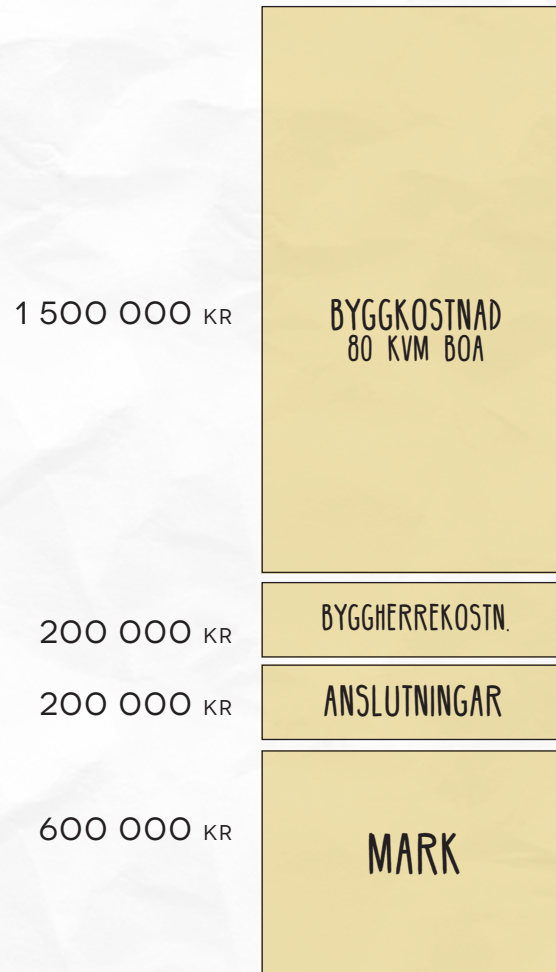 1 500 000 KR
BYGGKOSTNAD
80 KVM BOA
200 000 KR
BYGGHERREKOSTN.
200 000 KR
ANSLUTNINGAR
600 000 KR
MARK